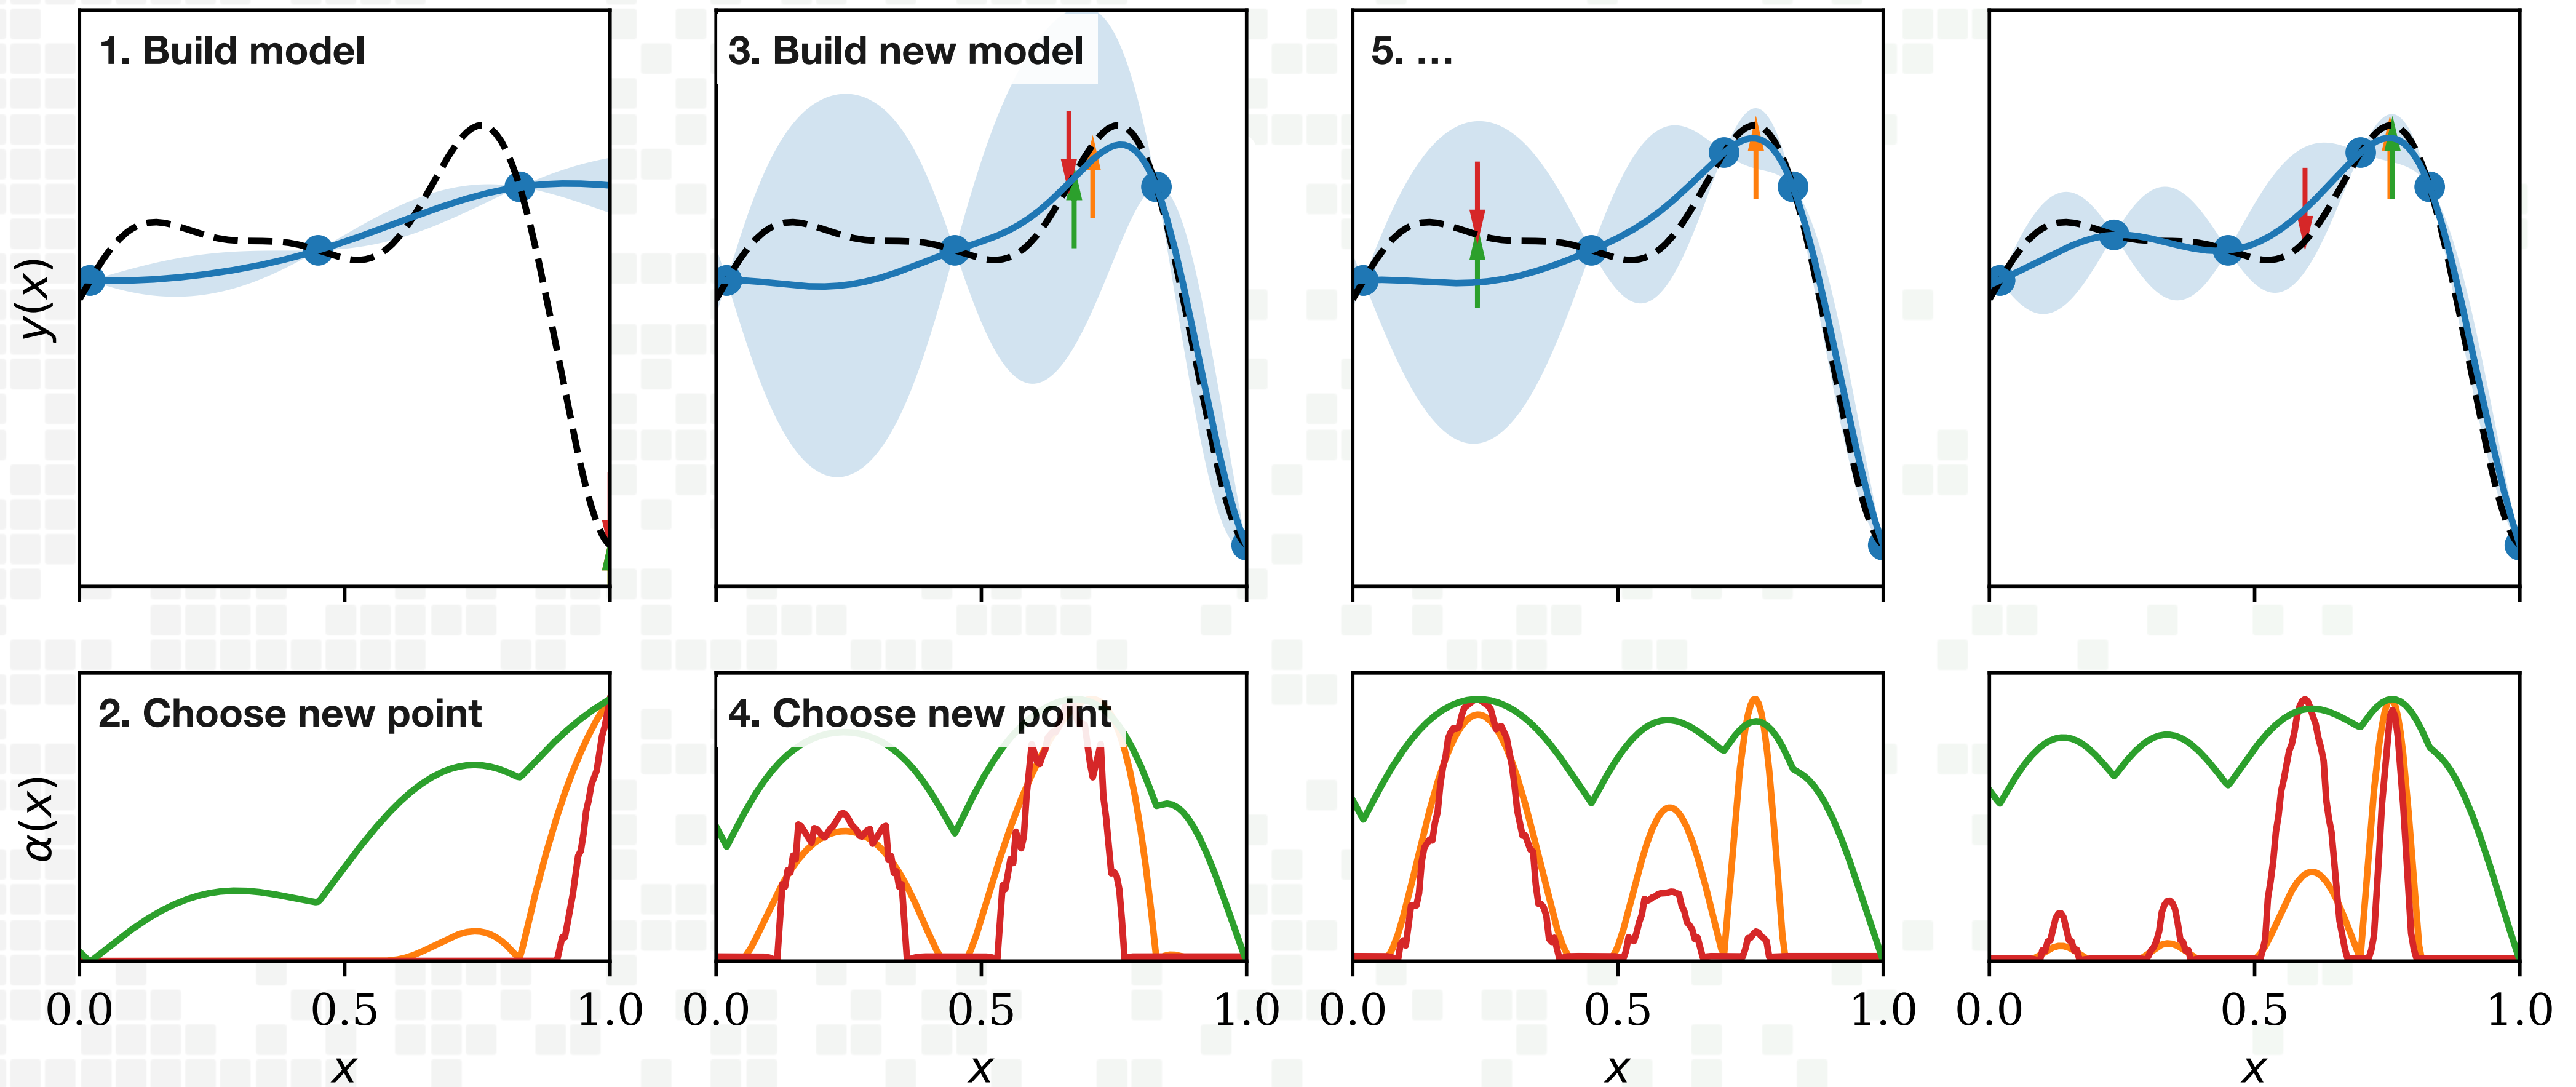 1. Build model
3. Build new model
5. ...
y(x)
2. Choose new point
4. Choose new point
α(x)
0.0 0.5 1.0 0.0 0.5 1.0 0.0 0.5 1.0 0.0 0.5 1.0
x x x x